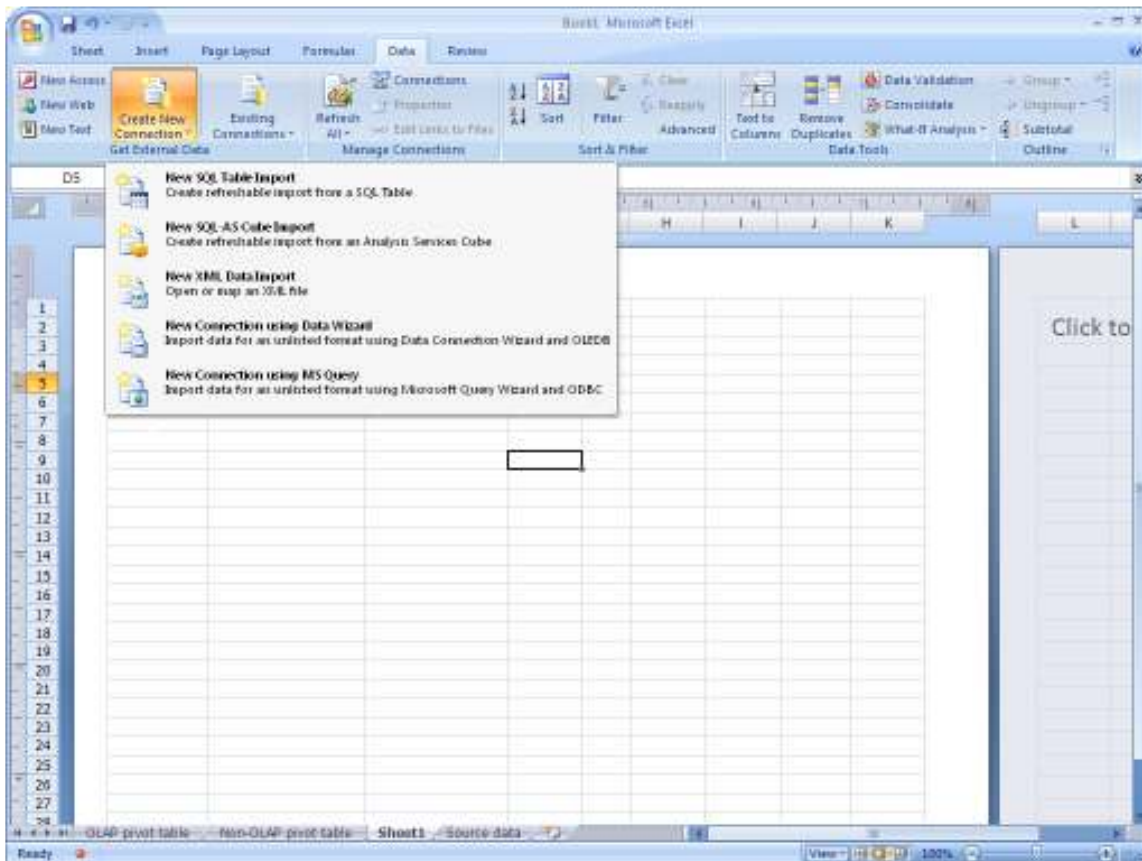 Book1 Microsoft Excel
Sheet Insert Page Layout Formulas Data Review
New Access
New Web
New Text
Create New Connection
Existing Connections
Get External Data
Refresh All
Connections
Properties
Edit Links to Files
Manage Connections
Sort
Filter
Clear
Reapply
Advanced
Sort & Filter
Text to Columns
Remove Duplicates
Data Validation
Consolidate
What-If Analysis
Data Tools
Group
Ungroup
Subtotal
Outline
D5
New SQL Table Import
Create refreshable import from a SQL Table
New SQL-AS Cube Import
Create refreshable import from an Analysis Services Cube
New XML Data Import
Open or map an XML file
New Connection using Data Wizard
Import data for an unlisted format using Data Connection Wizard and OLEDB
New Connection using MS Query
Import data for an unlisted format using Microsoft Query Wizard and ODBC
H I J K L
Click to
1
2
3
4
5
6
7
8
9
10
11
12
13
14
15
16
17
18
19
20
21
22
23
24
25
26
27
28
OLAP pivot table Non-OLAP pivot table Sheet1 Source data
Ready View 100%